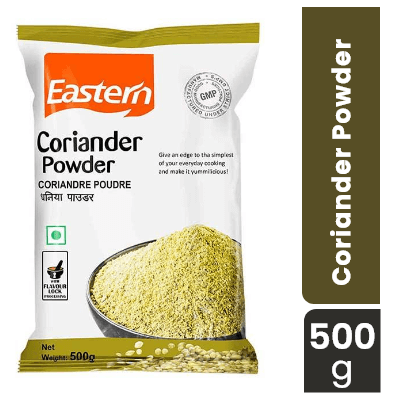 Eastern
GMP
Coriander
Powder
CORIANDRE POUDRE
धनिया पाउडर
Give an edge to the simplest
of your everyday cooking
and make it yummilicious!
WITH
FLAVOUR
LOCK
PROCESSING
Net
Weight: 500g
Coriander Powder
500
g